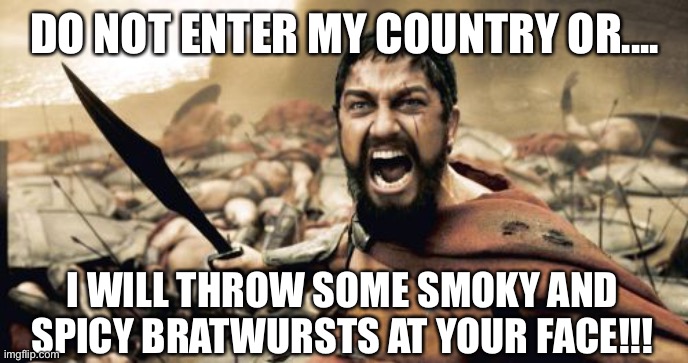 DO NOT ENTER MY COUNTRY OR....
I WILL THROW SOME SMOKY AND
SPICY BRATWURSTS AT YOUR FACE!!!
imgflip.com